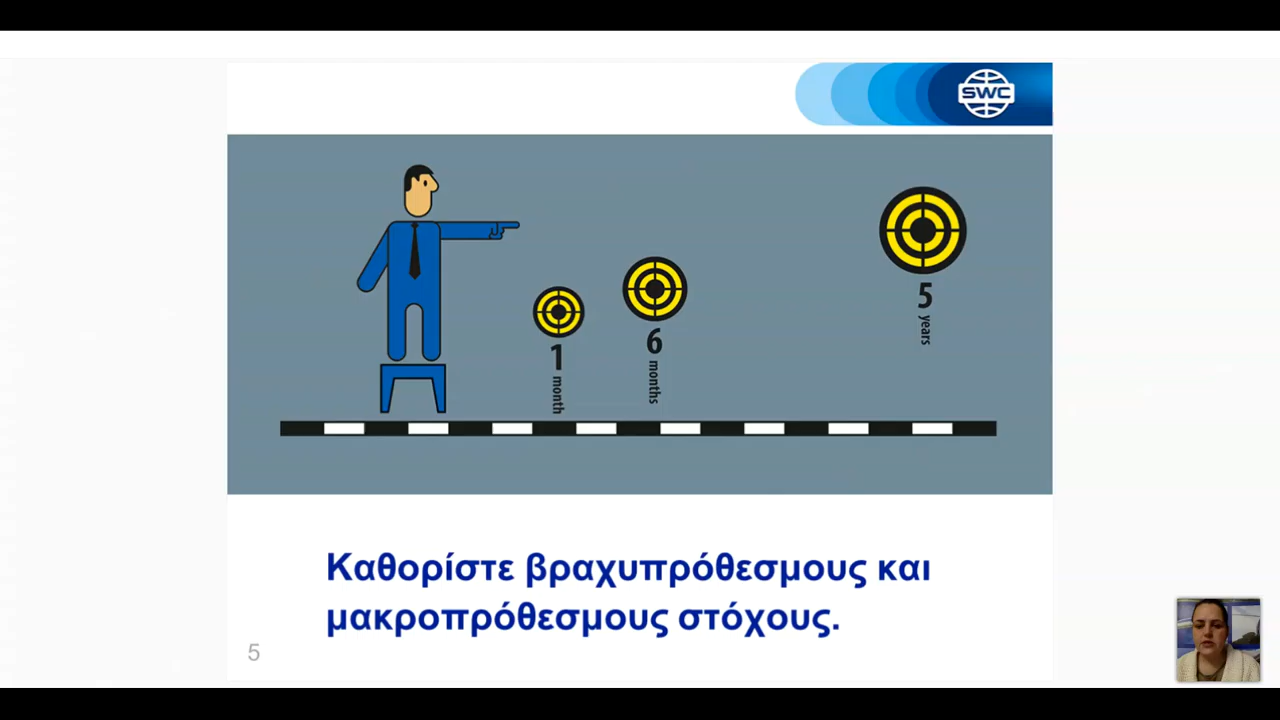 SWC
1
month
6
months
5
years
Καθορίστε βραχυπρόθεσμους και
μακροπρόθεσμους στόχους.
5